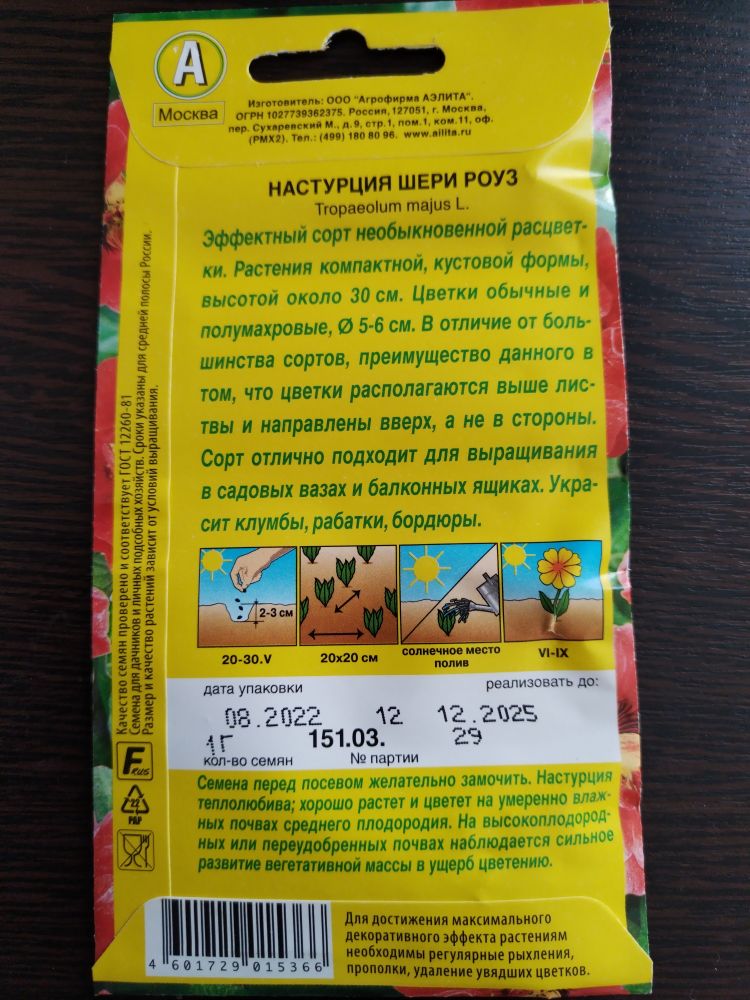 А
Москва
Изготовитель: ООО "Агрофирма АЭЛИТА".
ОГРН 1027739362375. Россия, 127051, г. Москва,
пер. Сухаревский М., д.9, стр.1, пом.1, ком.11, оф.
(РМХ2). Тел.: (499) 180 80 96. www.ailita.ru
НАСТУРЦИЯ ШЕРИ РОУЗ
Tropaeolum majus L.
Эффектный сорт необыкновенной расцвет-
ки. Растения компактной, кустовой формы,
высотой около 30 см. Цветки обычные и
полумахровые, Ø 5-6 см. В отличие от боль-
шинства сортов, преимущество данного в
том, что цветки располагаются выше лис-
твы и направлены вверх, а не в стороны.
Сорт отлично подходит для выращивания
в садовых вазах и балконных ящиках. Укра-
сит клумбы, рабатки, бордюры.
2-3 см
20-30.V
20х20 см
солнечное место
полив
VI-IX
дата упаковки
реализовать до:
08.2022 12 12.2025
1Г 151.03. 29
кол-во семян № партии
Семена перед посевом желательно замочить. Настурция
теплолюбива; хорошо растет и цветет на умеренно влаж-
ных почвах среднего плодородия. На высокоплодород-
ных или переудобренных почвах наблюдается сильное
развитие вегетативной массы в ущерб цветению.
Для достижения максимального
декоративного эффекта растениям
необходимы регулярные рыхления,
прополки, удаление увядших цветков.
4 601729 015366
Качество семян проверено и соответствует ГОСТ 12260-81
Семена для дачников и личных подсобных хозяйств. Сроки указаны для средней полосы России.
Размер и качество растений зависит от условий выращивания.
F RUS
22
PAP